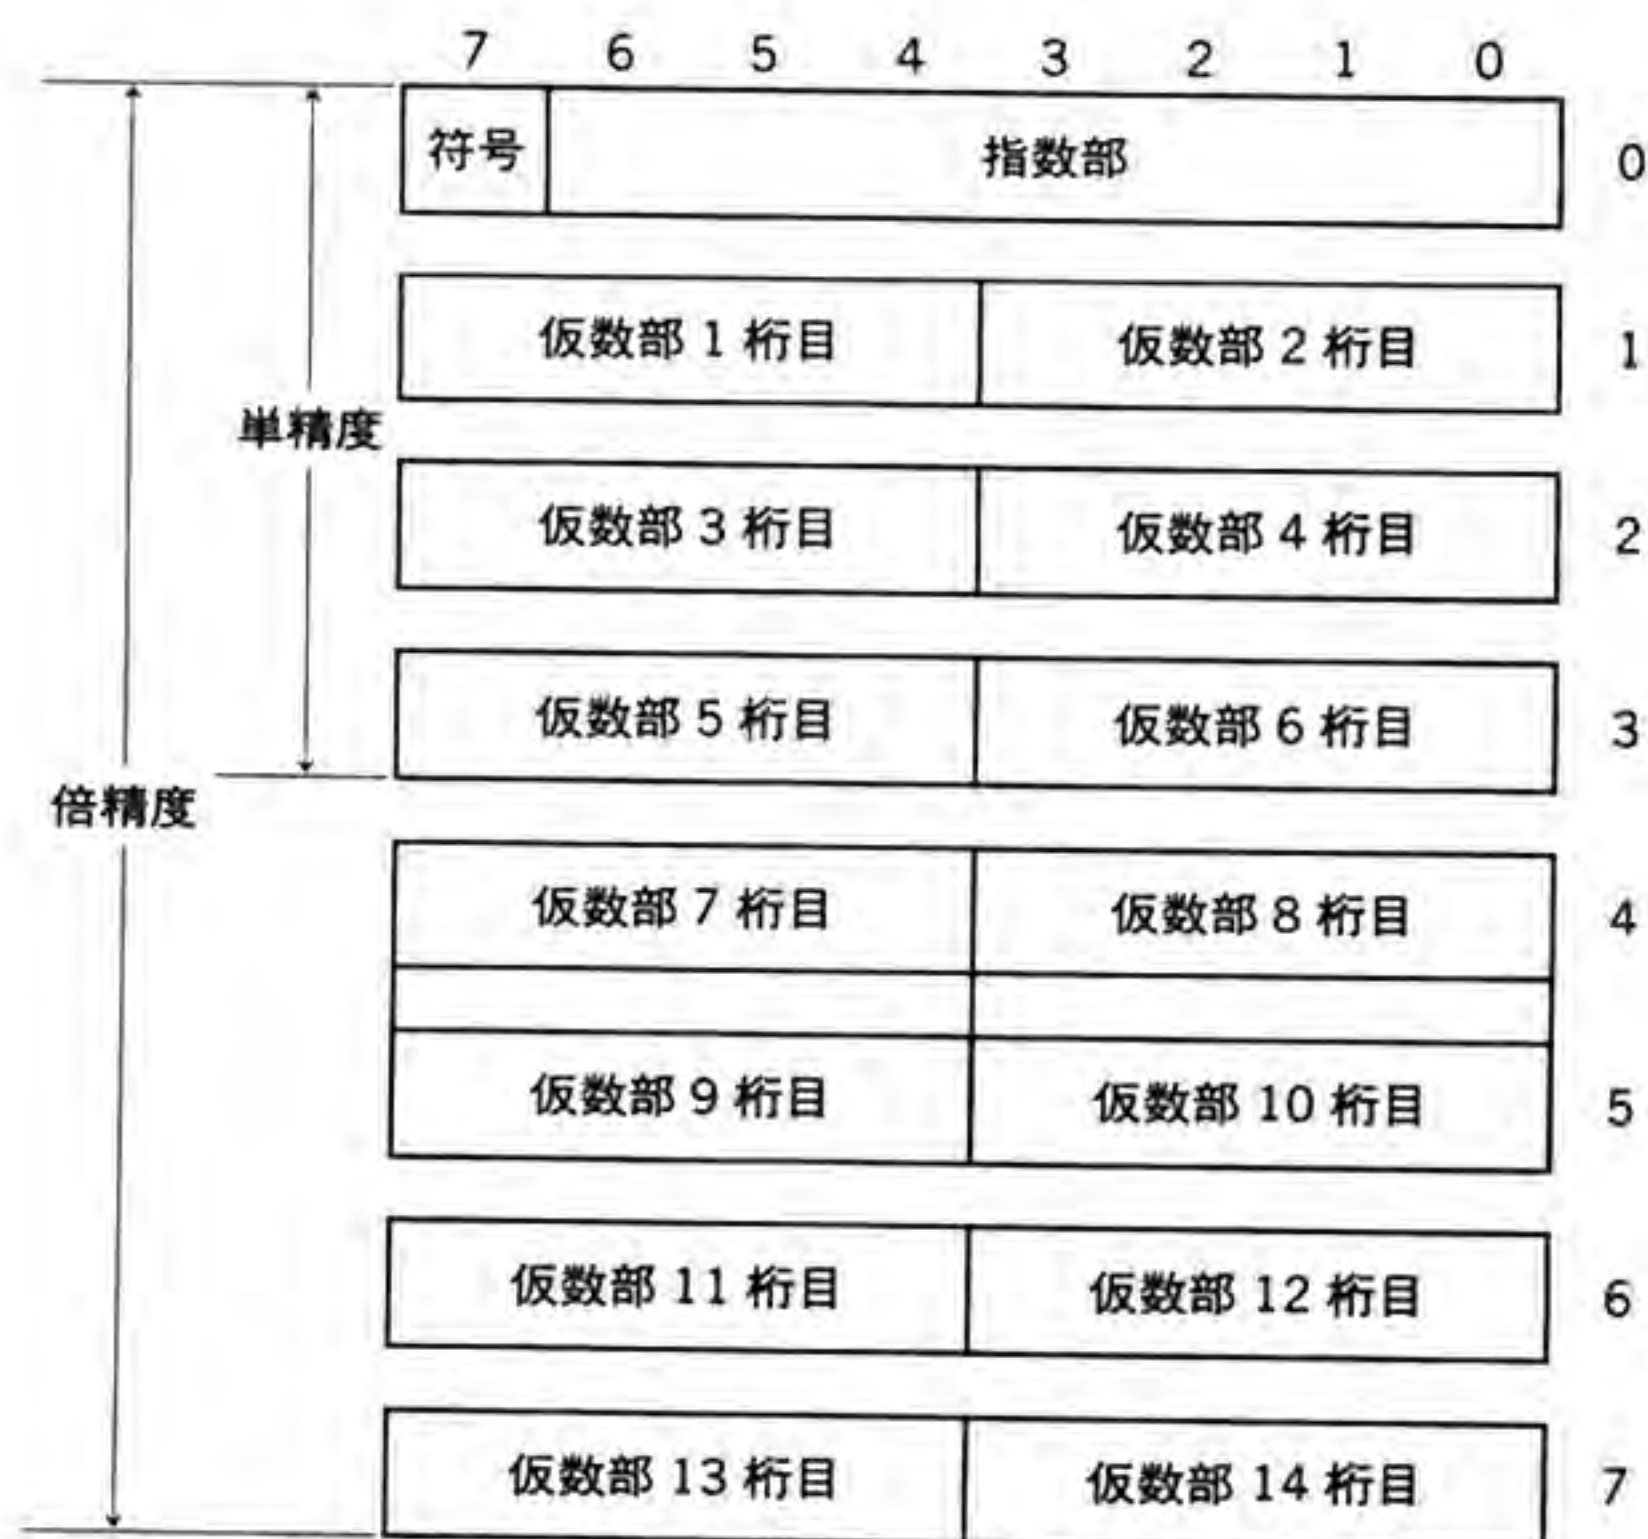 7 6 5 4 3 2 1 0
符号 指数部 0
仮数部 1 桁目 仮数部 2 桁目 1
単精度
仮数部 3 桁目 仮数部 4 桁目 2
仮数部 5 桁目 仮数部 6 桁目 3
倍精度
仮数部 7 桁目 仮数部 8 桁目 4
仮数部 9 桁目 仮数部 10 桁目 5
仮数部 11 桁目 仮数部 12 桁目 6
仮数部 13 桁目 仮数部 14 桁目 7